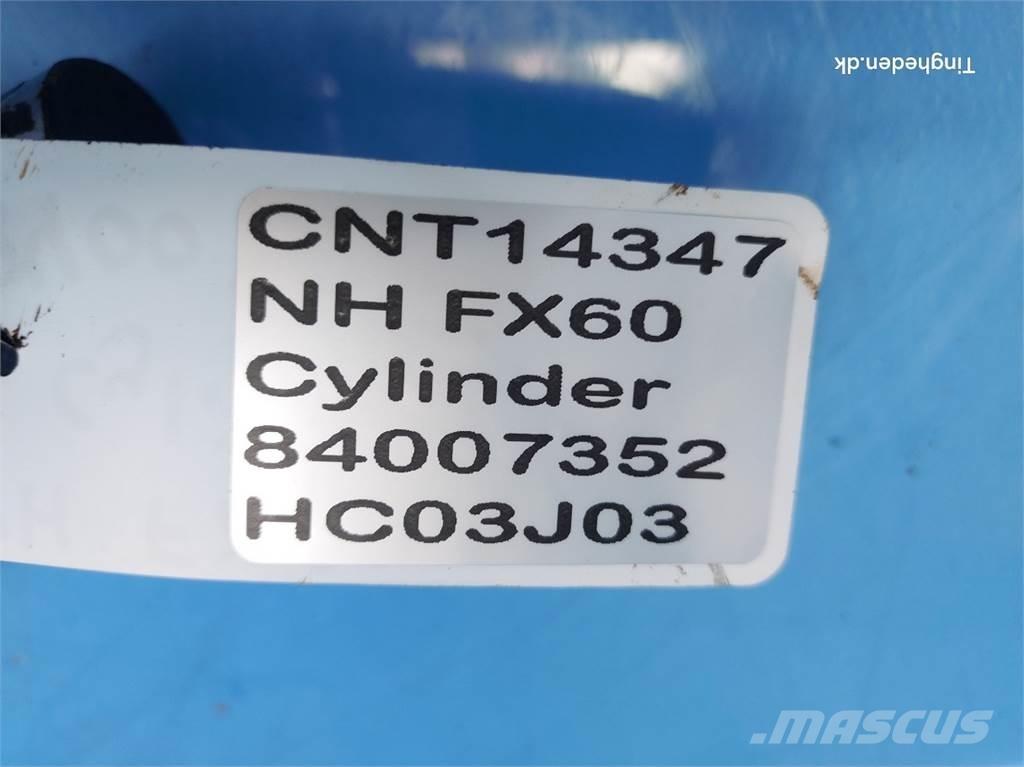 Tingheden.dk
CNT14347
NH FX60
Cylinder
84007352
HC03J03
MASCUS